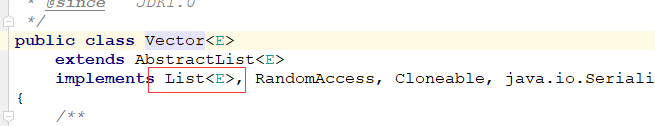 * @since   JDK1.0
*/
public class Vector<E>
extends AbstractList<E>
implements List<E>, RandomAccess, Cloneable, java.io.Seriali
{
/**